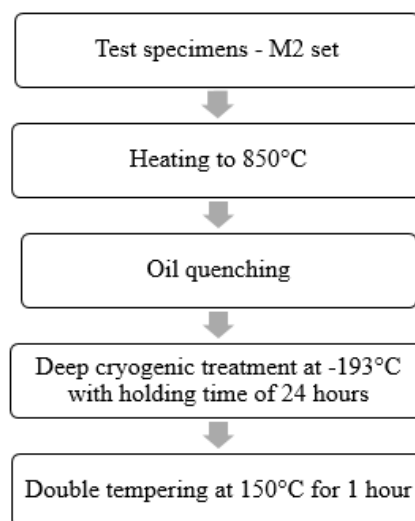 Test specimens - M2 set
Heating to 850°C
Oil quenching
Deep cryogenic treatment at -193°C
with holding time of 24 hours
Double tempering at 150°C for 1 hour